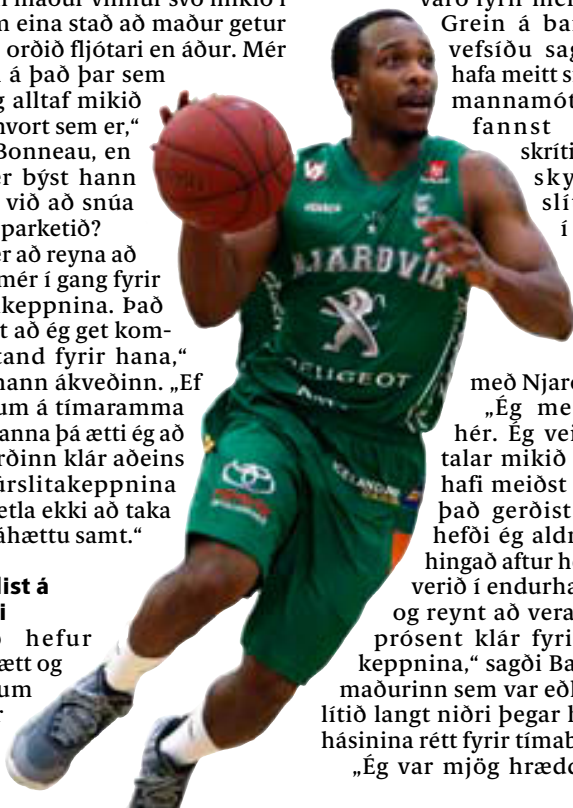 maður vinnur svo mikið í
m eina stað að maður getur
orðið fljótari en áður. Mér
á það þar sem
g alltaf mikið
hvort sem er,“
Bonneau, en
er býst hann
við að snúa
parketið?
er að reyna að
mér í gang fyrir
keppnina. Það
t að ég get kom-
tand fyrir hana,“
hann ákveðinn. „Ef
um á tímaramma
anna þá ætti ég að
rðinn klár aðeins
úrslitakeppnina
etla ekki að taka
áhættu samt.“
list á
i
hefur
ætt og
um
r
NJARÐVÍK
PEUGEOT
varð fyrir
Grein á ba
vefsíðu sag
hafa meitt s
mannamót
fannst
skríti
sky
slí
í
með Njar
„Ég me
hér. Ég vei
talar mikið
hafi meiðst
það gerðist
hefði ég aldr
hingað aftur h
verið í endurha
og reynt að vera
prósent klár fyri
keppnina,“ sagði Ba
maðurinn sem var eðl
lítið langt niðri þegar h
hásinina rétt fyrir tímab
„Ég var mjög hrædd